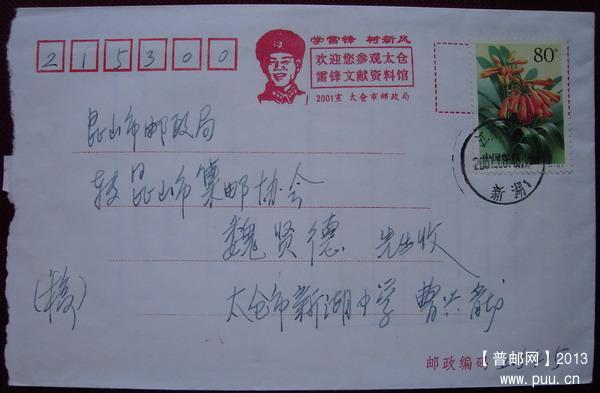 215300
学雷锋 树新风
欢迎您参观太仓
雷锋文献资料馆
2001室 太仓市邮政局
80分
新湖
昆山市邮政局
转昆山市集邮协会
魏贤德 先生收
太仓市新湖中学 曹兴龙
邮政编码
【普邮网】2013
www.puu.cn